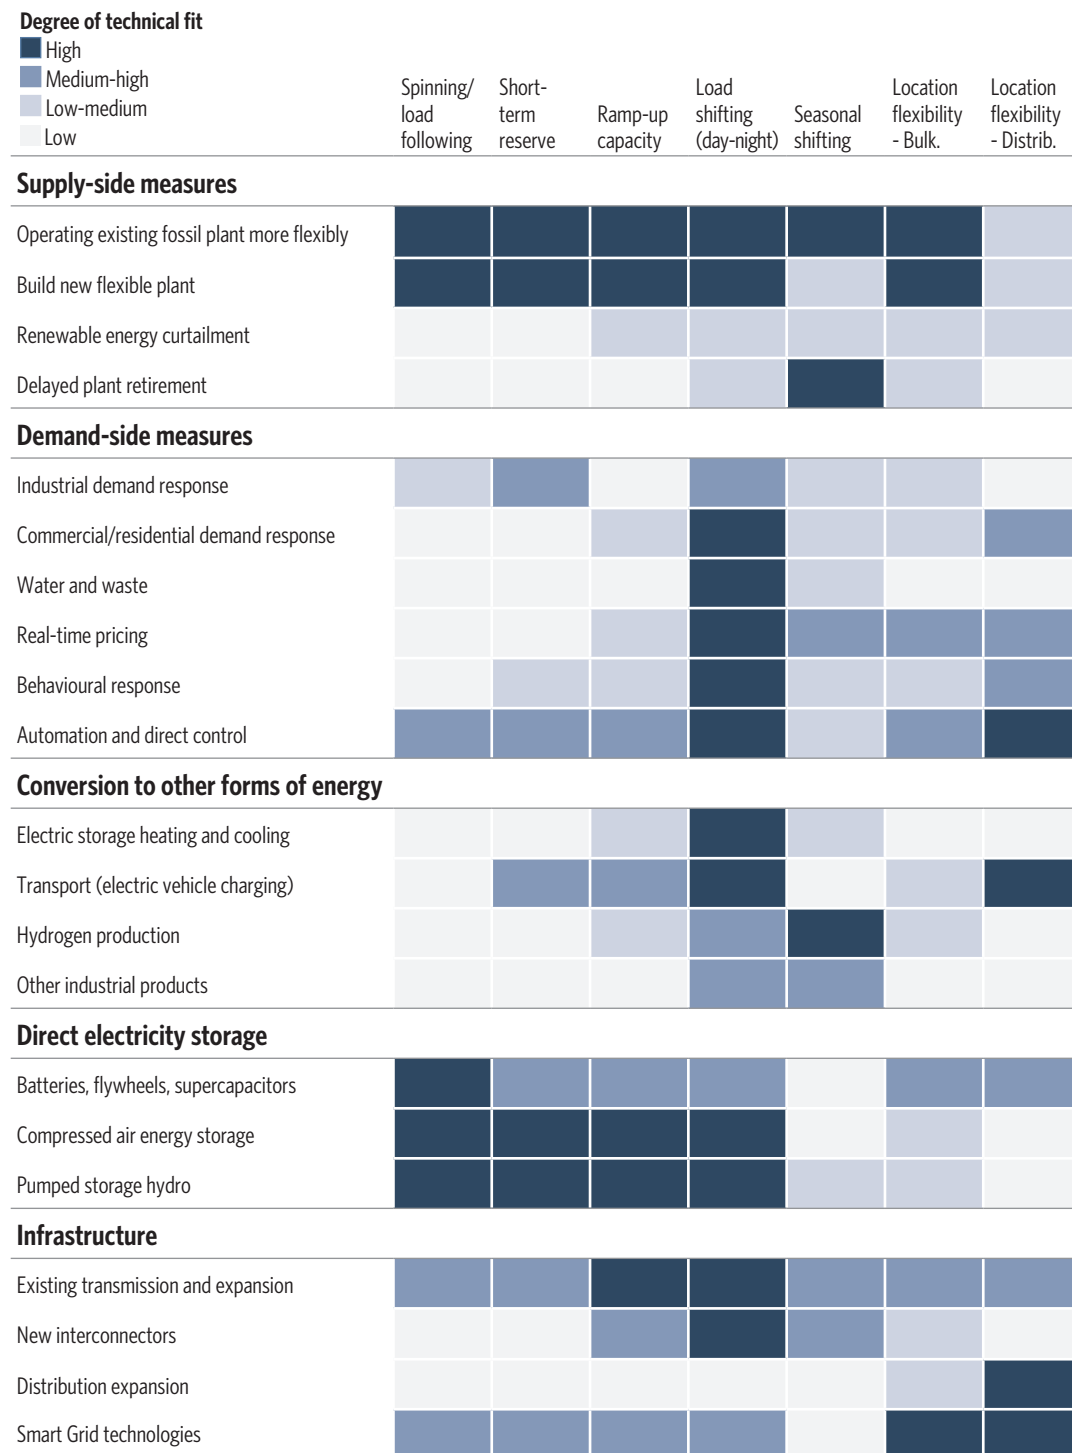 Degree of technical fit
High
Medium-high
Low-medium
Low
Spinning/
load
following
Short-
term
reserve
Ramp-up
capacity
Load
shifting
(day-night)
Seasonal
shifting
Location
flexibility
- Bulk.
Location
flexibility
- Distrib.
Supply-side measures
Operating existing fossil plant more flexibly
Build new flexible plant
Renewable energy curtailment
Delayed plant retirement
Demand-side measures
Industrial demand response
Commercial/residential demand response
Water and waste
Real-time pricing
Behavioural response
Automation and direct control
Conversion to other forms of energy
Electric storage heating and cooling
Transport (electric vehicle charging)
Hydrogen production
Other industrial products
Direct electricity storage
Batteries, flywheels, supercapacitors
Compressed air energy storage
Pumped storage hydro
Infrastructure
Existing transmission and expansion
New interconnectors
Distribution expansion
Smart Grid technologies